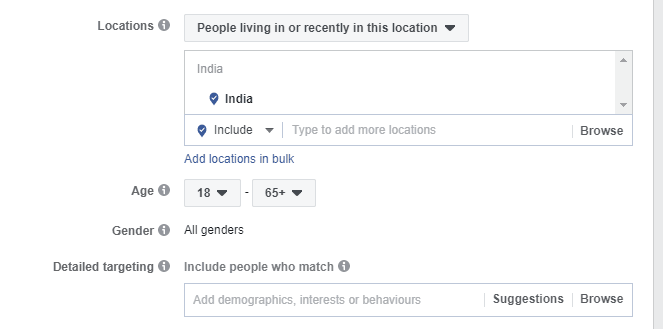 Locations People living in or recently in this location
India
India
Include Type to add more locations Browse
Add locations in bulk
Age 18 - 65+
Gender All genders
Detailed targeting Include people who match
Add demographics, interests or behaviours Suggestions Browse